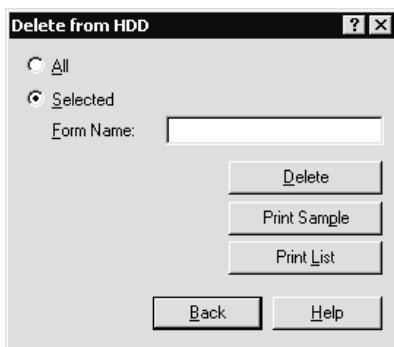 Delete from HDD
All
Selected
Form Name:
Delete
Print Sample
Print List
Back Help